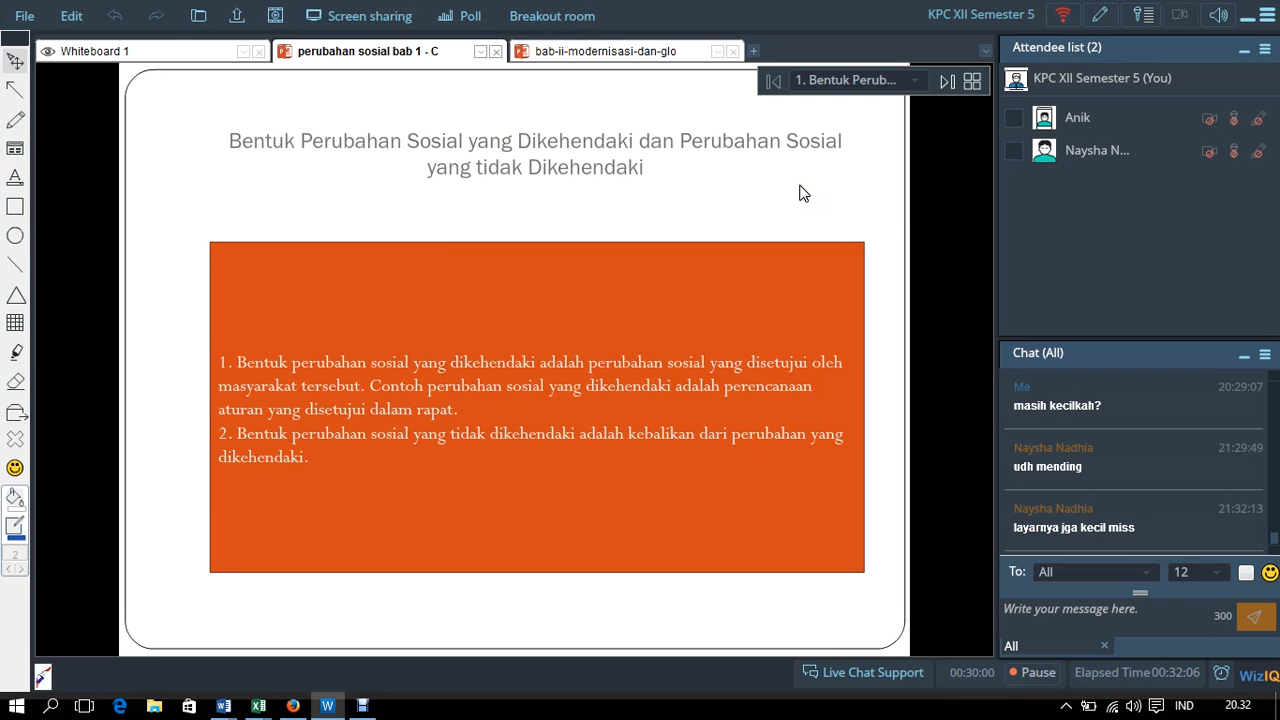 File Edit Screen sharing Poll Breakout room KPC XII Semester 5
Whiteboard 1 perubahan sosial bab 1 - C bab-ii-modernisasi-dan-glo
1. Bentuk Perub...
Bentuk Perubahan Sosial yang Dikehendaki dan Perubahan Sosial
yang tidak Dikehendaki
1. Bentuk perubahan sosial yang dikehendaki adalah perubahan sosial yang disetujui oleh
masyarakat tersebut. Contoh perubahan sosial yang dikehendaki adalah perencanaan
aturan yang disetujui dalam rapat.
2. Bentuk perubahan sosial yang tidak dikehendaki adalah kebalikan dari perubahan yang
dikehendaki.
2
Attendee list (2)
KPC XII Semester 5 (You)
Anik
Naysha N...
Chat (All)
Me 20:29:07
masih kecilkah?
Naysha Nadhia 21:29:49
udh mending
Naysha Nadhia 21:32:13
layarnya jga kecil miss
To: All 12
Write your message here. 300
All
Live Chat Support 00:30:00 Pause Elapsed Time 00:32:06 WizIQ
IND 20.32